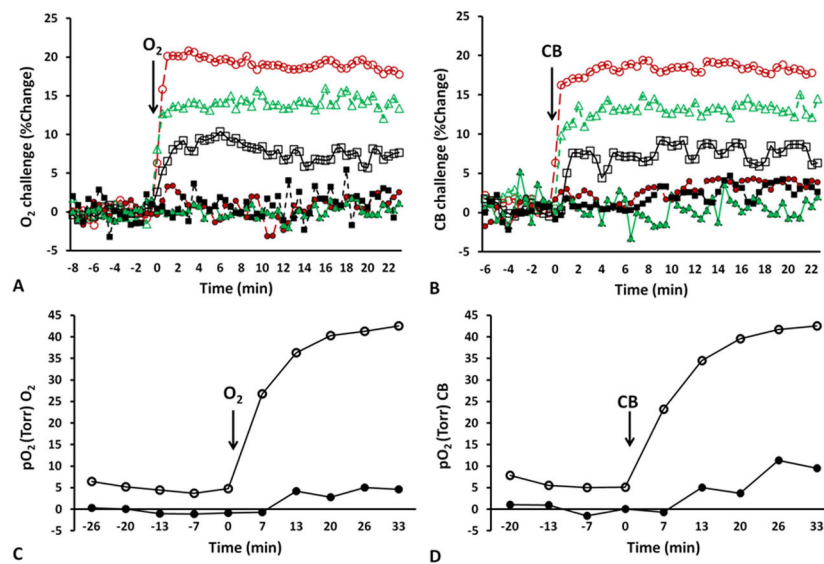 25
20
15
10
5
0
-5
O₂ challenge (%Change)
O₂
-8 -6 -4 -2 0 2 4 6 8 10 12 14 16 18 20 22
Time (min)
A
25
20
15
10
5
0
-5
CB challenge (%Change)
CB
-6 -4 -2 0 2 4 6 8 10 12 14 16 18 20 22
Time (min)
B
45
40
35
30
25
20
15
10
5
0
-5
pO₂ (Torr) O₂
O₂
-26 -20 -13 -7 0 7 13 20 26 33
Time (min)
C
45
40
35
30
25
20
15
10
5
0
-5
pO₂ (Torr) CB
CB
-20 -13 -7 0 7 13 20 26 33
Time (min)
D